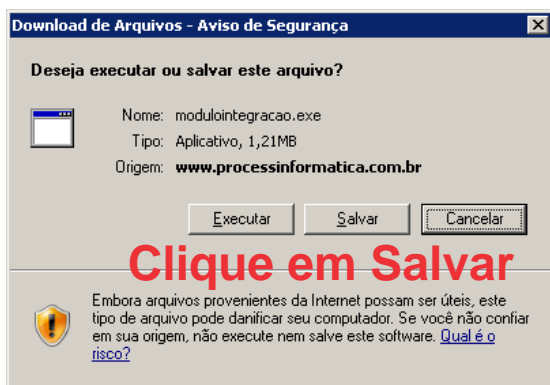 Download de Arquivos - Aviso de Segurança
Deseja executar ou salvar este arquivo?
Nome: modulointegracao.exe
Tipo: Aplicativo, 1,21MB
Origem: www.processinformatica.com.br
Executar Salvar Cancelar
Clique em Salvar
Embora arquivos provenientes da Internet possam ser úteis, este
tipo de arquivo pode danificar seu computador. Se você não confiar
em sua origem, não execute nem salve este software. Qual é o
risco?